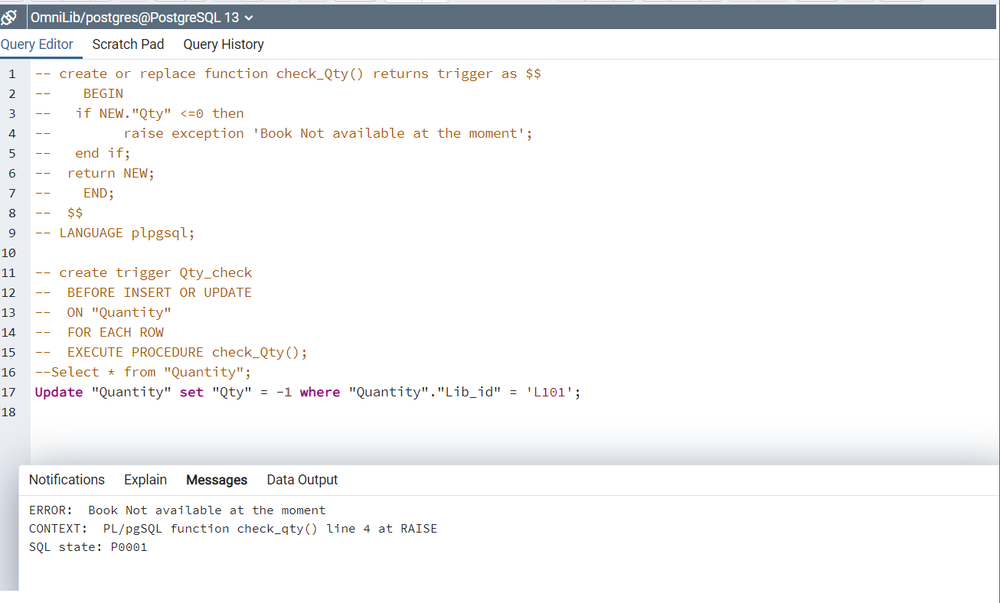 OmniLib/postgres@PostgreSQL 13
Query Editor Scratch Pad Query History
1 -- create or replace function check_Qty() returns trigger as $$
2 --    BEGIN
3 --   if NEW."Qty" <=0 then
4 --         raise exception 'Book Not available at the moment';
5 --   end if;
6 --  return NEW;
7 --    END;
8 --  $$
9 -- LANGUAGE plpgsql;
10
11 -- create trigger Qty_check
12 --  BEFORE INSERT OR UPDATE
13 --  ON "Quantity"
14 --  FOR EACH ROW
15 --  EXECUTE PROCEDURE check_Qty();
16 --Select * from "Quantity";
17 Update "Quantity" set "Qty" = -1 where "Quantity"."Lib_id" = 'L101';
18
Notifications Explain Messages Data Output
ERROR:  Book Not available at the moment
CONTEXT:  PL/pgSQL function check_qty() line 4 at RAISE
SQL state: P0001